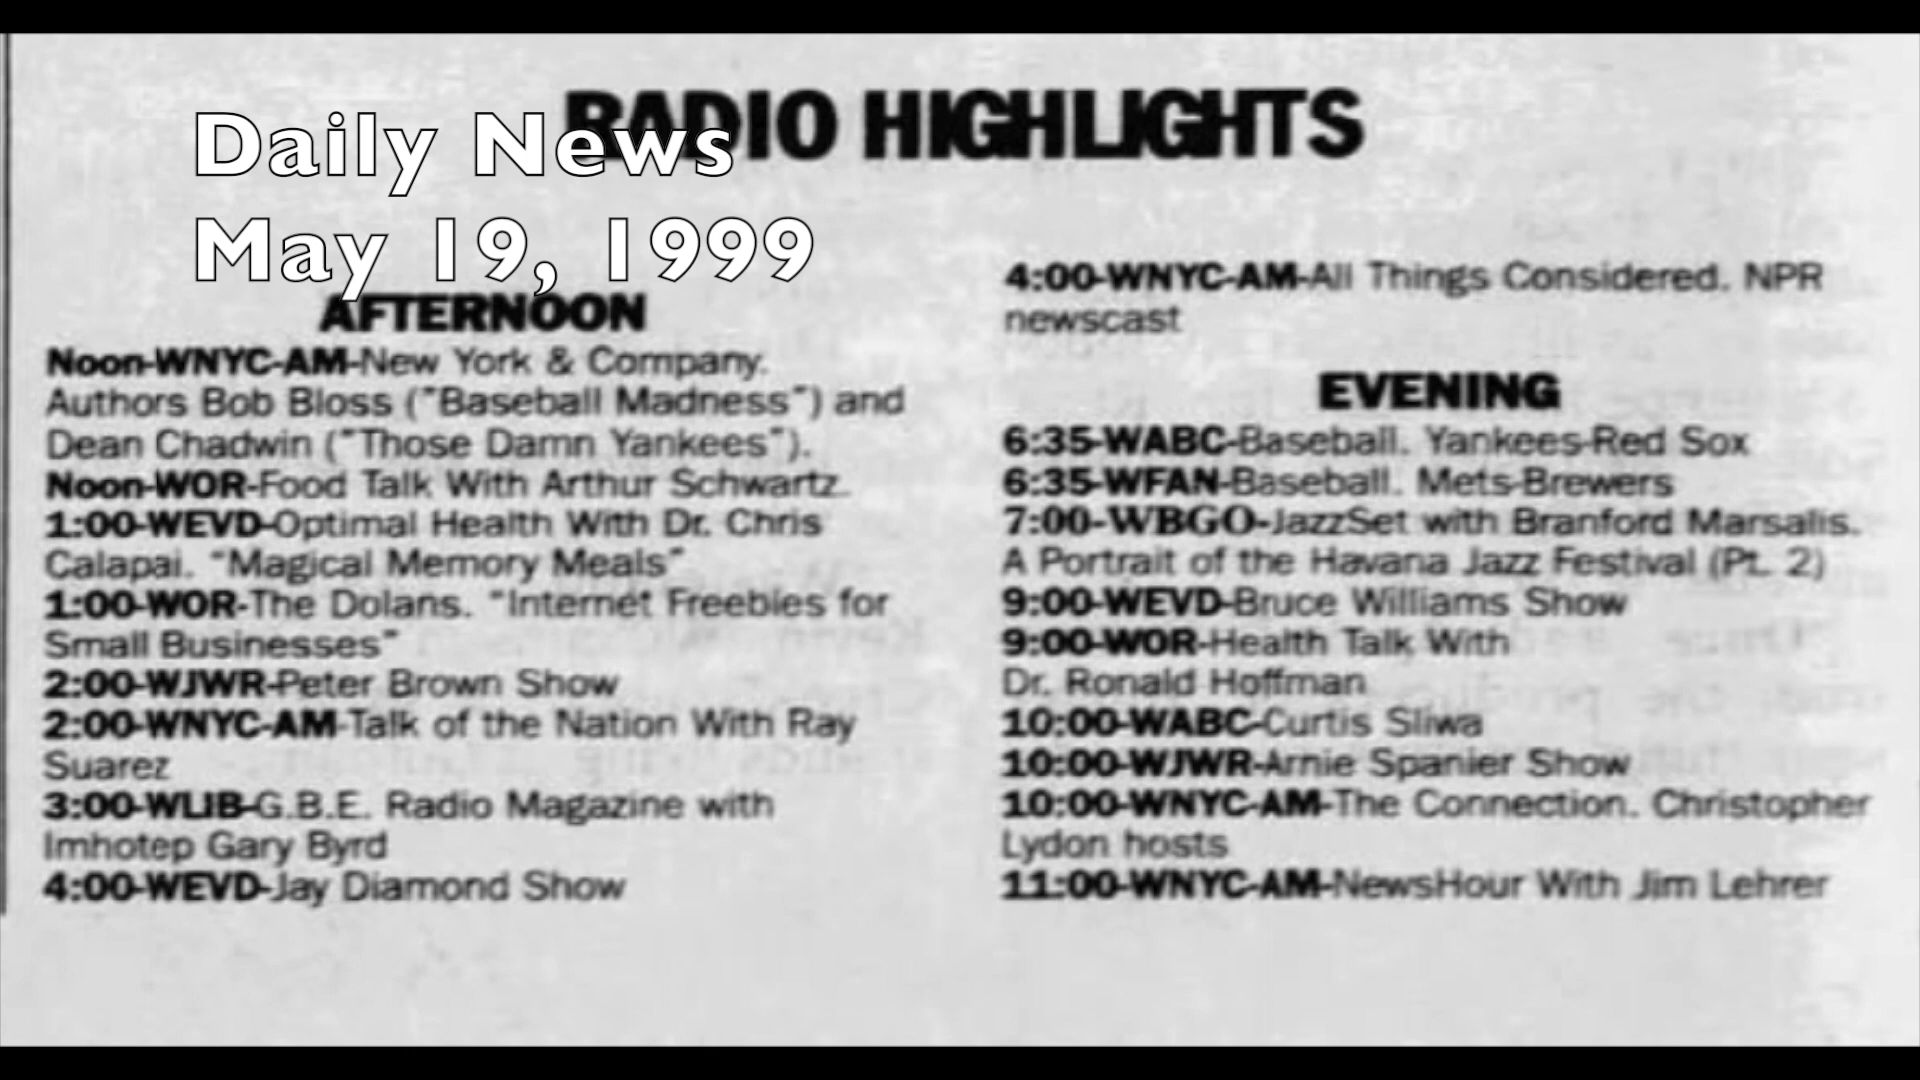 RADIO HIGHLIGHTS
Daily News
May 19, 1999
AFTERNOON
Noon-WNYC-AM-New York & Company.
Authors Bob Bloss ("Baseball Madness") and
Dean Chadwin ("Those Damn Yankees").
Noon-WOR-Food Talk With Arthur Schwartz.
1:00-WEVD-Optimal Health With Dr. Chris
Calapai. "Magical Memory Meals"
1:00-WOR-The Dolans. "Internet Freebies for
Small Businesses"
2:00-WJWR-Peter Brown Show
2:00-WNYC-AM-Talk of the Nation With Ray
Suarez
3:00-WLIB-G.B.E. Radio Magazine with
Imhotep Gary Byrd
4:00-WEVD-Jay Diamond Show
4:00-WNYC-AM-All Things Considered. NPR
newscast
EVENING
6:35-WABC-Baseball. Yankees-Red Sox
6:35-WFAN-Baseball. Mets-Brewers
7:00-WBGO-JazzSet with Branford Marsalis.
A Portrait of the Havana Jazz Festival (Pt. 2)
9:00-WEVD-Bruce Williams Show
9:00-WOR-Health Talk With
Dr. Ronald Hoffman
10:00-WABC-Curtis Sliwa
10:00-WJWR-Arnie Spanier Show
10:00-WNYC-AM-The Connection. Christopher
Lydon hosts
11:00-WNYC-AM-NewsHour With Jim Lehrer